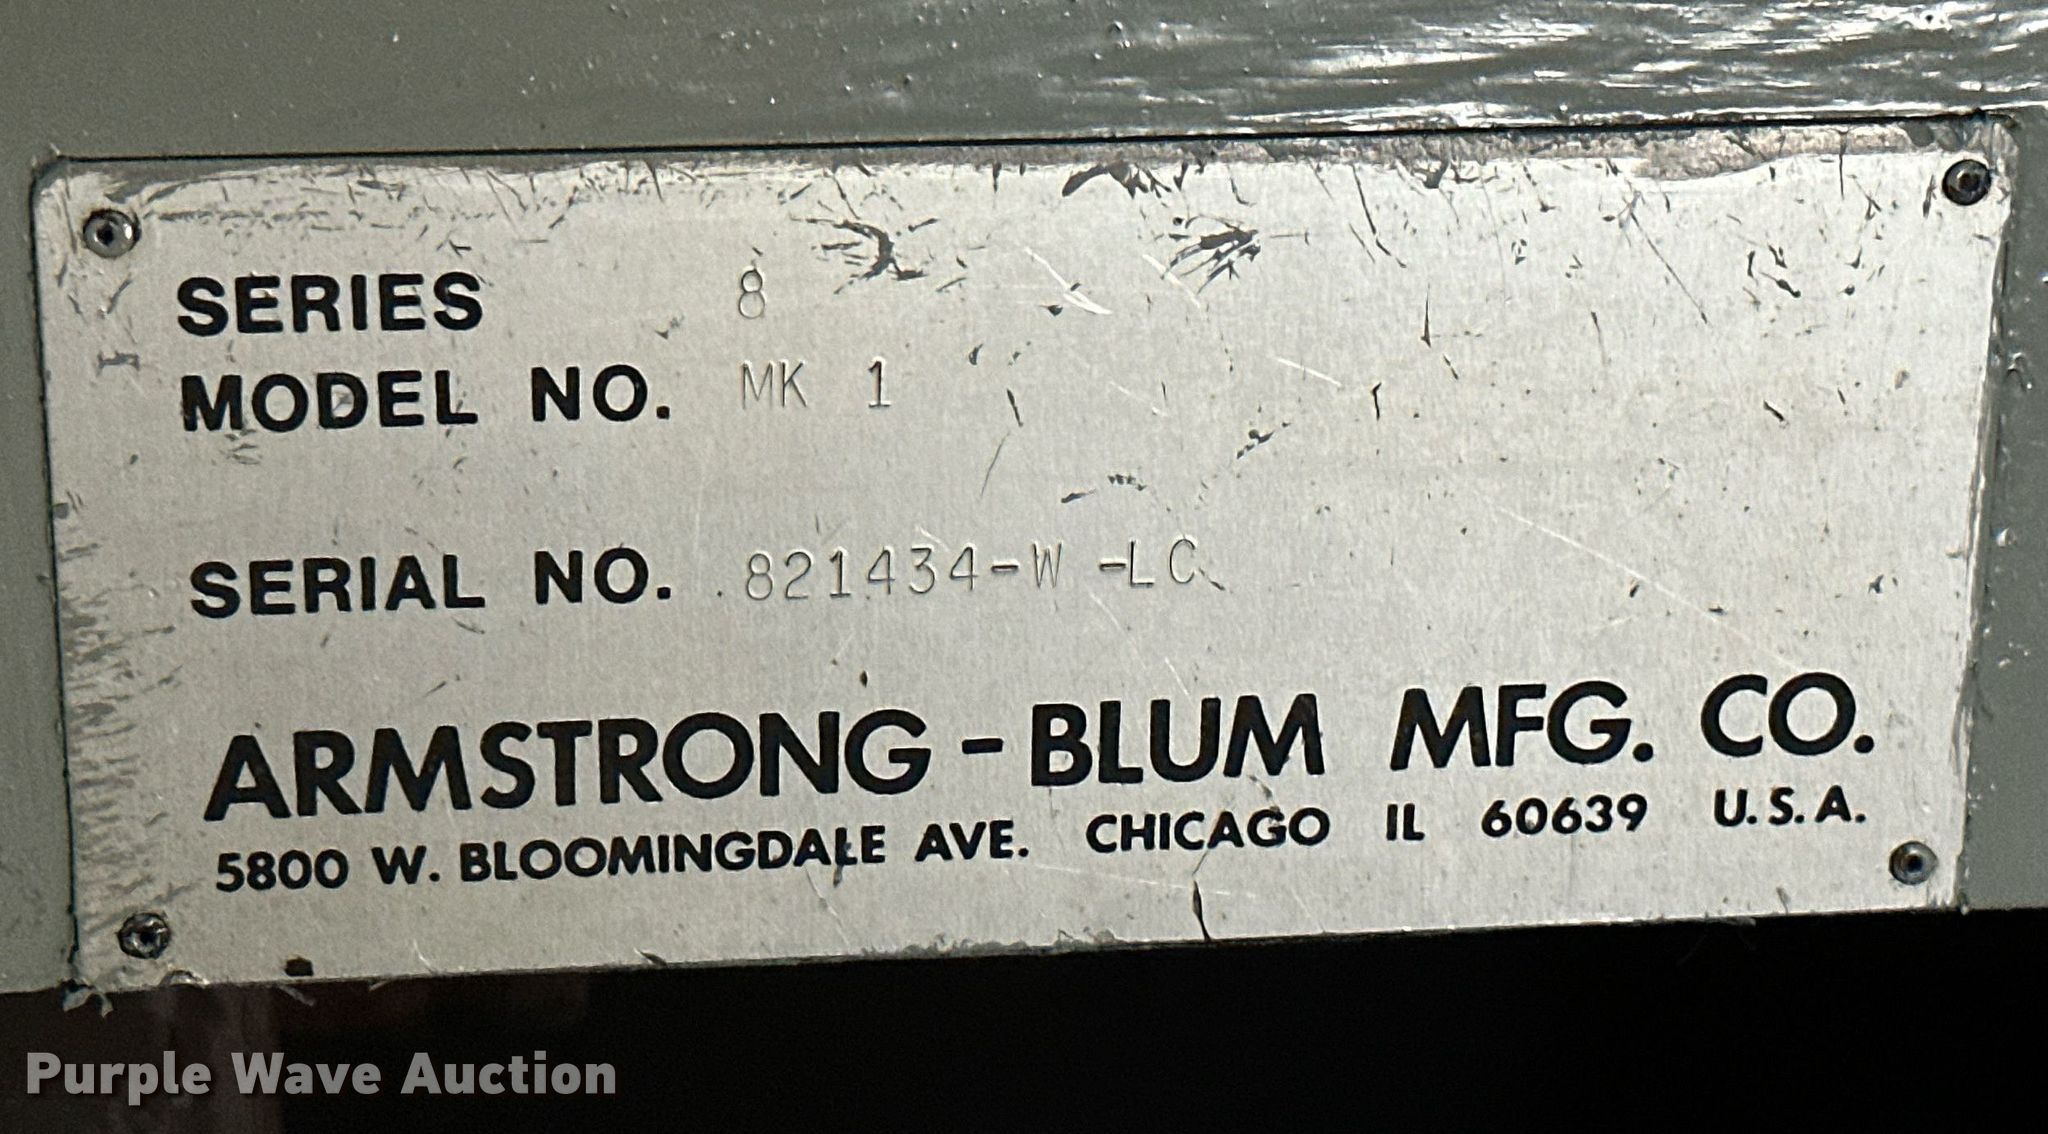 SERIES 8
MODEL NO. MK 1
SERIAL NO. 821434-W-LC
ARMSTRONG-BLUM MFG. CO.
5800 W. BLOOMINGDALE AVE. CHICAGO IL 60639 U.S.A.
Purple Wave Auction